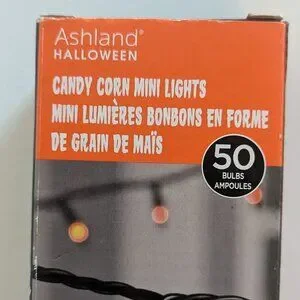 Ashland®
HALLOWEEN
CANDY CORN MINI LIGHTS
MINI LUMIÈRES BONBONS EN FORME
DE GRAIN DE MAÏS
50
BULBS
AMPOULES